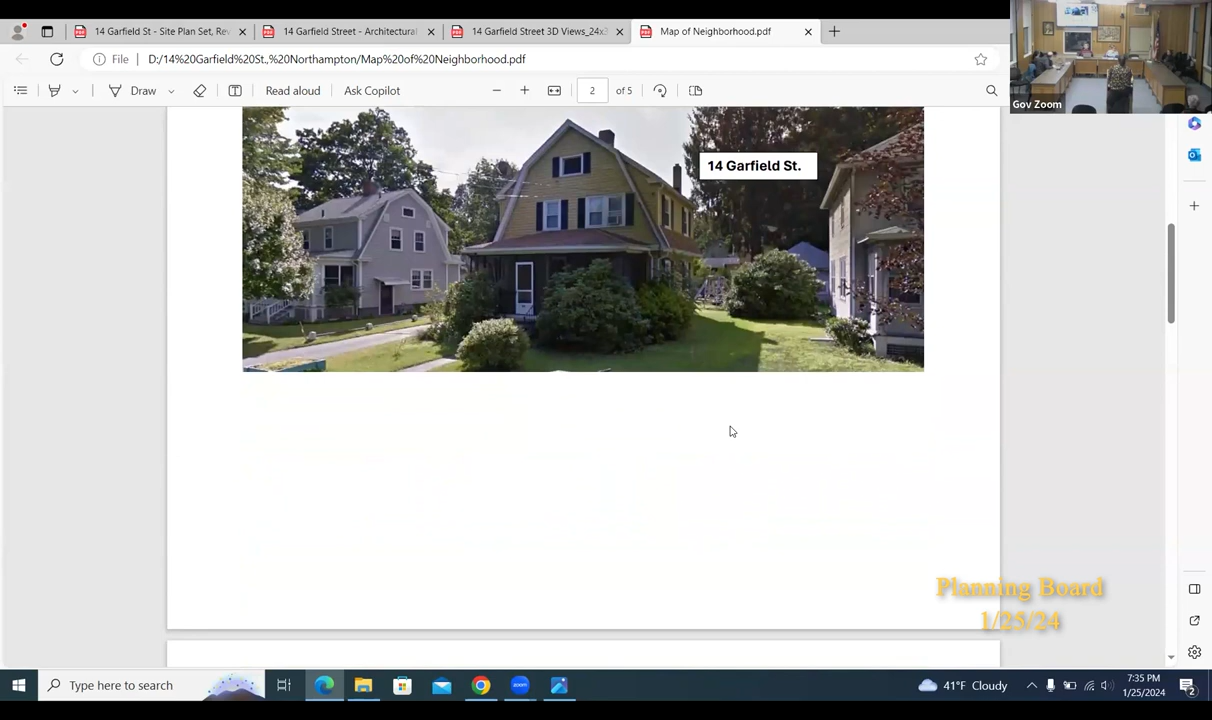 14 Garfield St - Site Plan Set, Rev
14 Garfield Street - Architectural
14 Garfield Street 3D Views_24x3
Map of Neighborhood.pdf
File
D:/14%20Garfield%20St.,%20Northampton/Map%20of%20Neighborhood.pdf
Draw
Read aloud
Ask Copilot
2
of 5
Gov Zoom
14 Garfield St.
Planning Board
1/25/24
Type here to search
41°F Cloudy
7:35 PM
1/25/2024
2